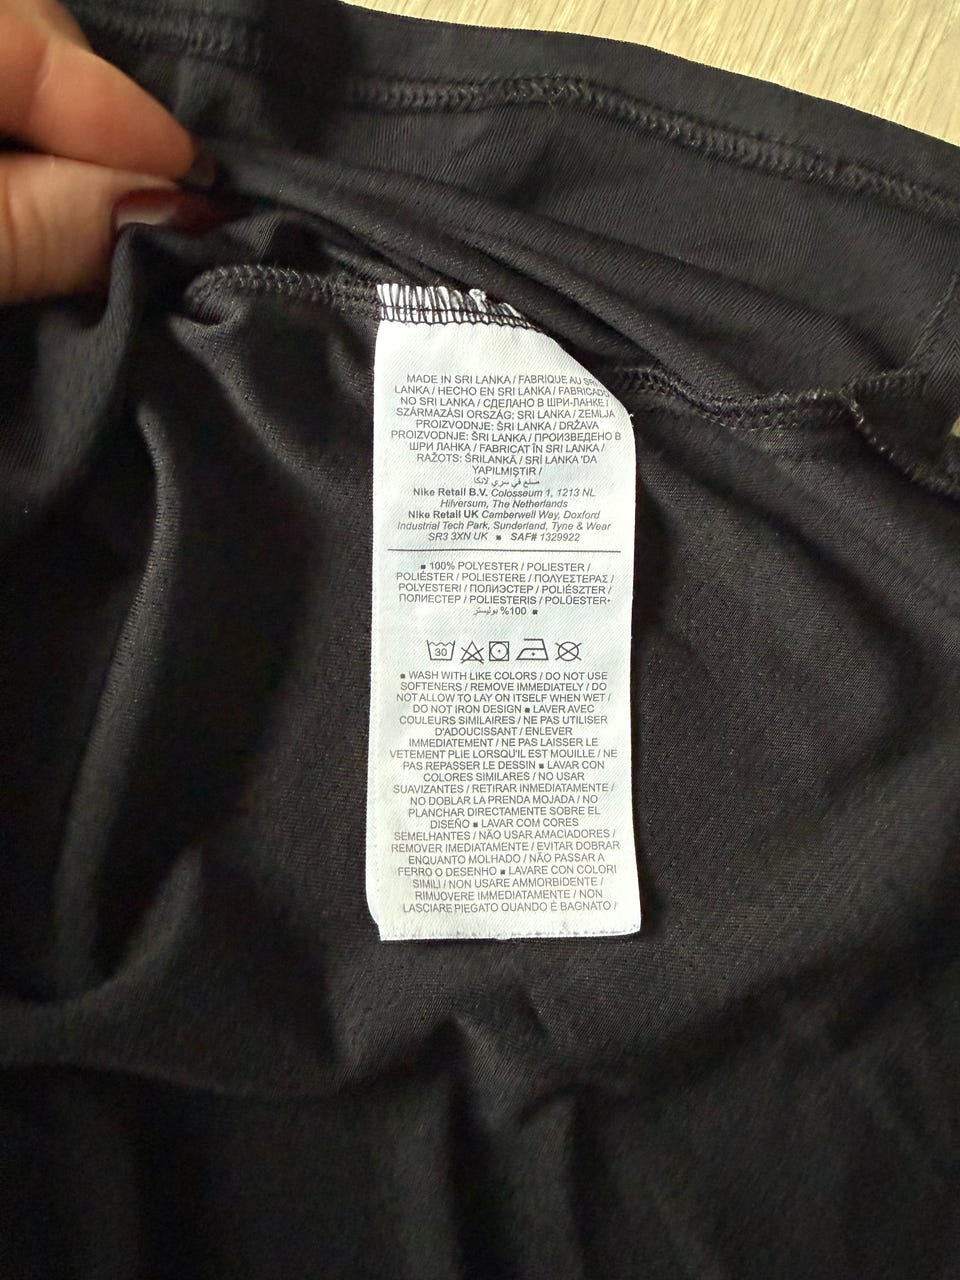 MADE IN SRI LANKA / FABRIQUE AU SRI
LANKA / HECHO EN SRI LANKA / FABRICADO
NO SRI LANKA / СДЕЛАНО В ШРИ-ЛАНКЕ /
SZÁRMAZÁSI ORSZÁG: SRI LANKA / ZEMLJA
PROIZVODNJE: ŠRI LANKA / DRŽAVA
PROIZVODNJE: ŠRI LANKA / ПРОИЗВЕДЕНО В
ШРИ ЛАНКА / FABRICAT ÎN SRI LANKA /
RAŽOTS: ŠRILANKĀ / SRİ LANKA 'DA
YAPILMIŞTIR /
صنع في سري لانكا
Nike Retail B.V. Colosseum 1, 1213 NL
Hilversum, The Netherlands
Nike Retail UK Camberwell Way, Doxford
Industrial Tech Park, Sunderland, Tyne & Wear
SR3 3XN UK ■ SAF# 1329922
■ 100% POLYESTER / POLIESTER /
POLIÉSTER / POLIESTERE / ΠΟΛΥΕΣΤΕΡΑΣ /
POLYESTERI / ПОЛИЭСТЕР / POLIÉSZTER /
ПОЛИЕСТЕР / POLIESTERIS / POLÜESTER
■ 100% بوليستر
30
■ WASH WITH LIKE COLORS / DO NOT USE
SOFTENERS / REMOVE IMMEDIATELY / DO
NOT ALLOW TO LAY ON ITSELF WHEN WET /
DO NOT IRON DESIGN ■ LAVER AVEC
COULEURS SIMILAIRES / NE PAS UTILISER
D'ADOUCISSANT / ENLEVER
IMMEDIATEMENT / NE PAS LAISSER LE
VETEMENT PLIE LORSQU'IL EST MOUILLE / NE
PAS REPASSER LE DESSIN ■ LAVAR CON
COLORES SIMILARES / NO USAR
SUAVIZANTES / RETIRAR INMEDIATAMENTE /
NO DOBLAR LA PRENDA MOJADA / NO
PLANCHAR DIRECTAMENTE SOBRE EL
DISEÑO ■ LAVAR COM CORES
SEMELHANTES / NÃO USAR AMACIADORES /
REMOVER IMEDIATAMENTE / EVITAR DOBRAR
ENQUANTO MOLHADO / NÃO PASSAR A
FERRO O DESENHO ■ LAVARE CON COLORI
SIMILI / NON USARE AMMORBIDENTE /
RIMUOVERE IMMEDIATAMENTE / NON
LASCIARE PIEGATO QUANDO È BAGNATO /